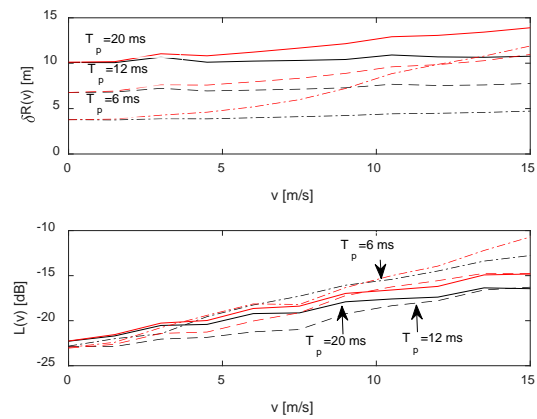 15
10
5
0
δR(v) [m]
T_p = 20 ms
T_p =12 ms
T_p =6 ms
0 5 10 15
v [m/s]
-10
-15
-20
-25
L(v) [dB]
T_p =6 ms
T_p =20 ms
T_p =12 ms
0 5 10 15
v [m/s]